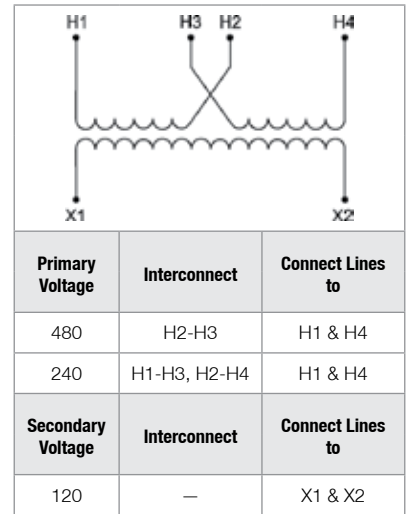 H1 H3 H2 H4
X1 X2
Primary Voltage Interconnect Connect Lines to
480 H2-H3 H1 & H4
240 H1-H3, H2-H4 H1 & H4
Secondary Voltage Interconnect Connect Lines to
120 — X1 & X2